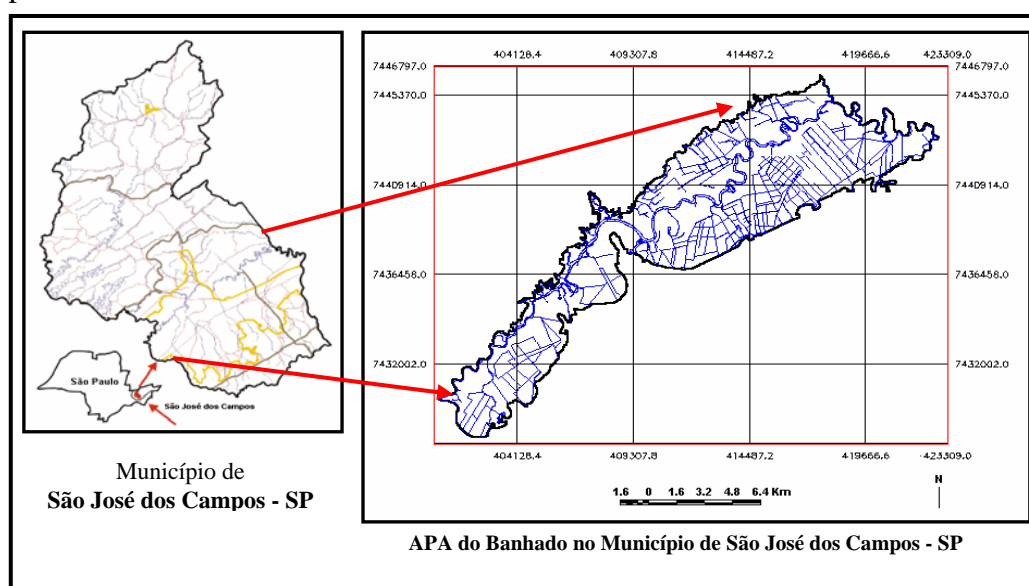 p
404128.4 409307.8 414487.2 419666.6 423309.0
7446797.0 7446797.0
7445370.0 7445370.0
7440914.0 7440914.0
7436458.0 7436458.0
7432002.0 7432002.0
404128.4 409307.8 414487.2 419666.6 423309.0
São Paulo
São José dos Campos
Município de
São José dos Campos - SP
N
1.6 0 1.6 3.2 4.8 6.4 Km
APA do Banhado no Município de São José dos Campos - SP